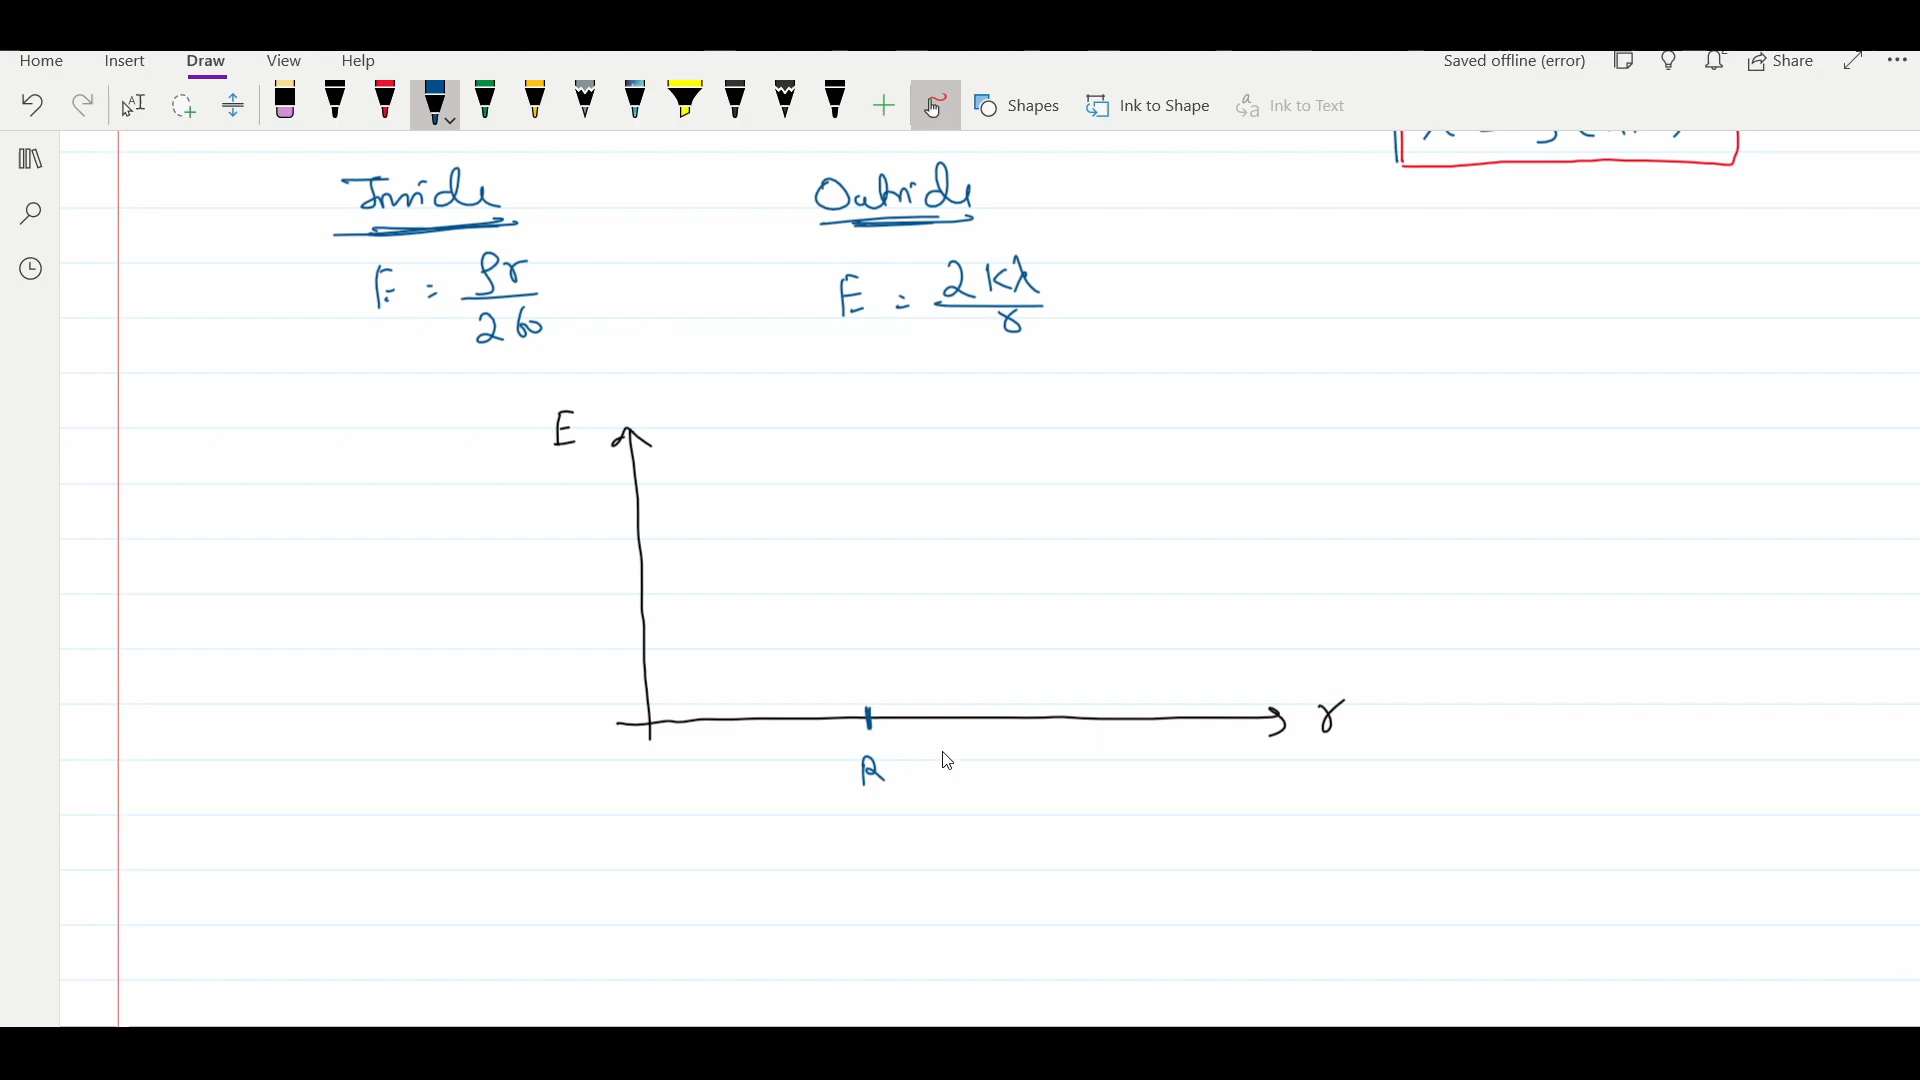 Home Insert Draw View Help Saved offline (error) Share
Shapes Ink to Shape Ink to Text
Inside Outside
E = ρr / 2ϵ0
E = 2Kλ / r
E
r
R